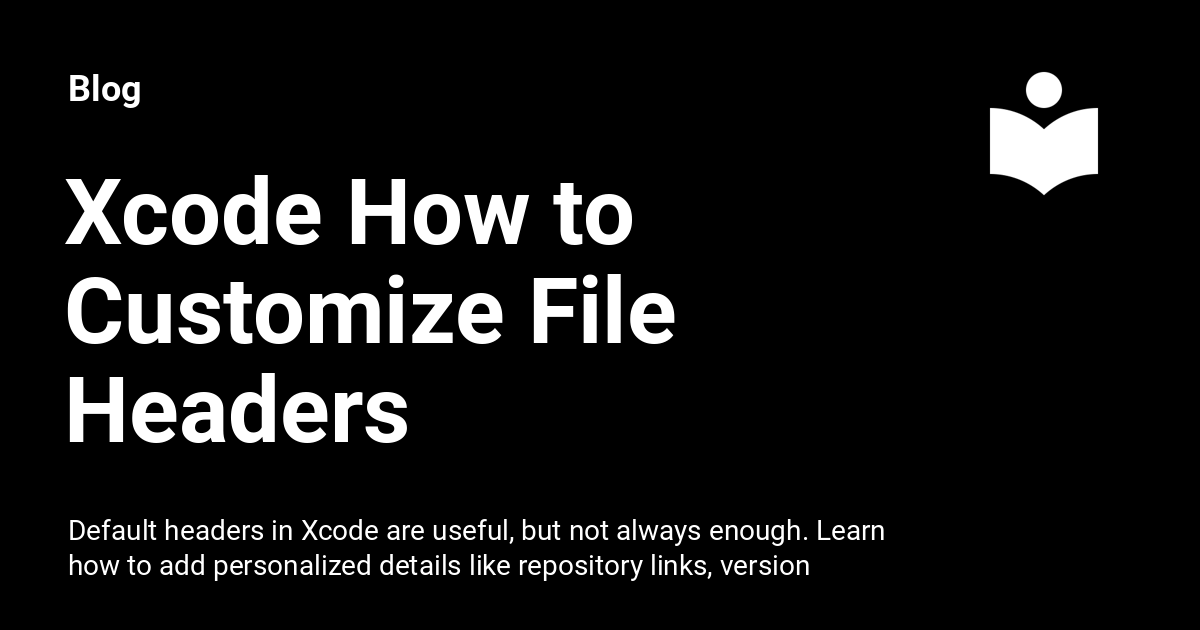 Blog
Xcode How to
Customize File
Headers
Default headers in Xcode are useful, but not always enough. Learn
how to add personalized details like repository links, version